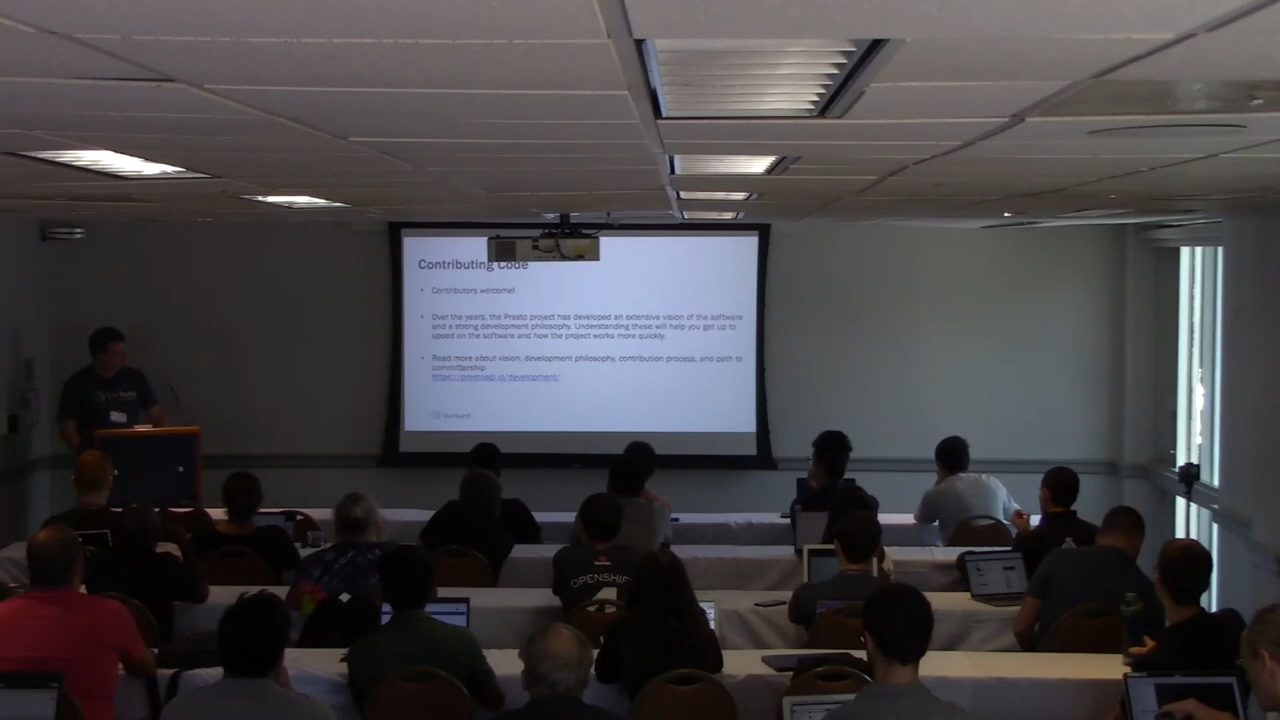 Contributing Code
• Contributors welcome!
• Over the years, the Presto project has developed an extensive vision of the software
and a strong development philosophy. Understanding these will help you get up to
speed on the software and how the project works more quickly.
• Read more about vision, development philosophy, contribution process, and path to
committership
https://prestosql.io/development/
Starburst
OPENSHIFT